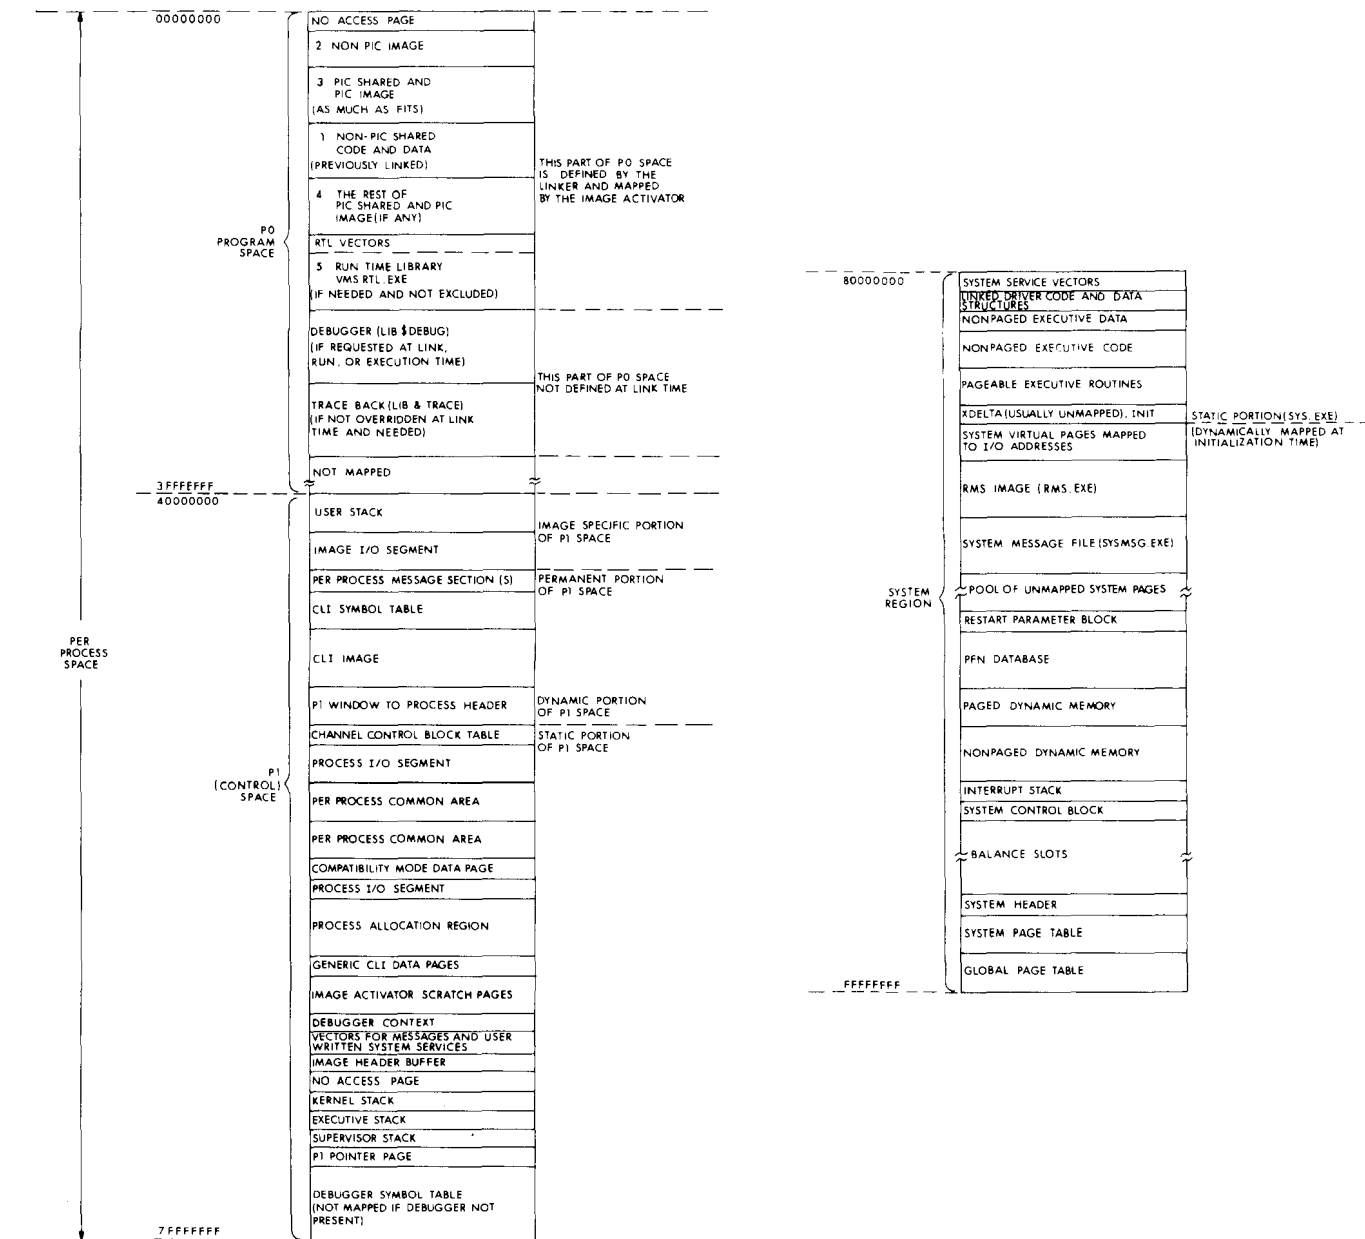 00000000
NO ACCESS PAGE
2 NON PIC IMAGE
3 PIC SHARED AND
PIC IMAGE
(AS MUCH AS FITS)
1 NON-PIC SHARED
CODE AND DATA
(PREVIOUSLY LINKED)
4 THE REST OF
PIC SHARED AND PIC
IMAGE(IF ANY)
RTL VECTORS
5 RUN TIME LIBRARY
VMS RTL.EXE
(IF NEEDED AND NOT EXCLUDED)
DEBUGGER (LIB $DEBUG)
(IF REQUESTED AT LINK,
RUN, OR EXECUTION TIME)
TRACE BACK(LIB & TRACE)
(IF NOT OVERRIDDEN AT LINK
TIME AND NEEDED)
NOT MAPPED
THIS PART OF P0 SPACE
IS DEFINED BY THE
LINKER AND MAPPED
BY THE IMAGE ACTIVATOR
THIS PART OF P0 SPACE
NOT DEFINED AT LINK TIME
P0
PROGRAM
SPACE
3FFFFFFF
40000000
USER STACK
IMAGE I/O SEGMENT
IMAGE SPECIFIC PORTION
OF P1 SPACE
PER PROCESS MESSAGE SECTION (S)
PERMANENT PORTION
OF P1 SPACE
CLI SYMBOL TABLE
CLI IMAGE
P1 WINDOW TO PROCESS HEADER
DYNAMIC PORTION
OF P1 SPACE
CHANNEL CONTROL BLOCK TABLE
STATIC PORTION
OF P1 SPACE
PROCESS I/O SEGMENT
PER PROCESS COMMON AREA
PER PROCESS COMMON AREA
COMPATIBILITY MODE DATA PAGE
PROCESS I/O SEGMENT
PROCESS ALLOCATION REGION
GENERIC CLI DATA PAGES
IMAGE ACTIVATOR SCRATCH PAGES
DEBUGGER CONTEXT
VECTORS FOR MESSAGES AND USER
WRITTEN SYSTEM SERVICES
IMAGE HEADER BUFFER
NO ACCESS PAGE
KERNEL STACK
EXECUTIVE STACK
SUPERVISOR STACK
P1 POINTER PAGE
DEBUGGER SYMBOL TABLE
(NOT MAPPED IF DEBUGGER NOT
PRESENT)
P1
(CONTROL)
SPACE
PER
PROCESS
SPACE
7FFFFFFF
80000000
SYSTEM SERVICE VECTORS
LINKED DRIVER CODE AND DATA
STRUCTURES
NONPAGED EXECUTIVE DATA
NONPAGED EXECUTIVE CODE
PAGEABLE EXECUTIVE ROUTINES
XDELTA(USUALLY UNMAPPED), INIT
STATIC PORTION(SYS.EXE)
SYSTEM VIRTUAL PAGES MAPPED
TO I/O ADDRESSES
(DYNAMICALLY MAPPED AT
INITIALIZATION TIME)
RMS IMAGE (RMS.EXE)
SYSTEM MESSAGE FILE(SYSMSG.EXE)
POOL OF UNMAPPED SYSTEM PAGES
RESTART PARAMETER BLOCK
PFN DATABASE
PAGED DYNAMIC MEMORY
NONPAGED DYNAMIC MEMORY
INTERRUPT STACK
SYSTEM CONTROL BLOCK
BALANCE SLOTS
SYSTEM HEADER
SYSTEM PAGE TABLE
GLOBAL PAGE TABLE
SYSTEM
REGION
FFFFFFFF